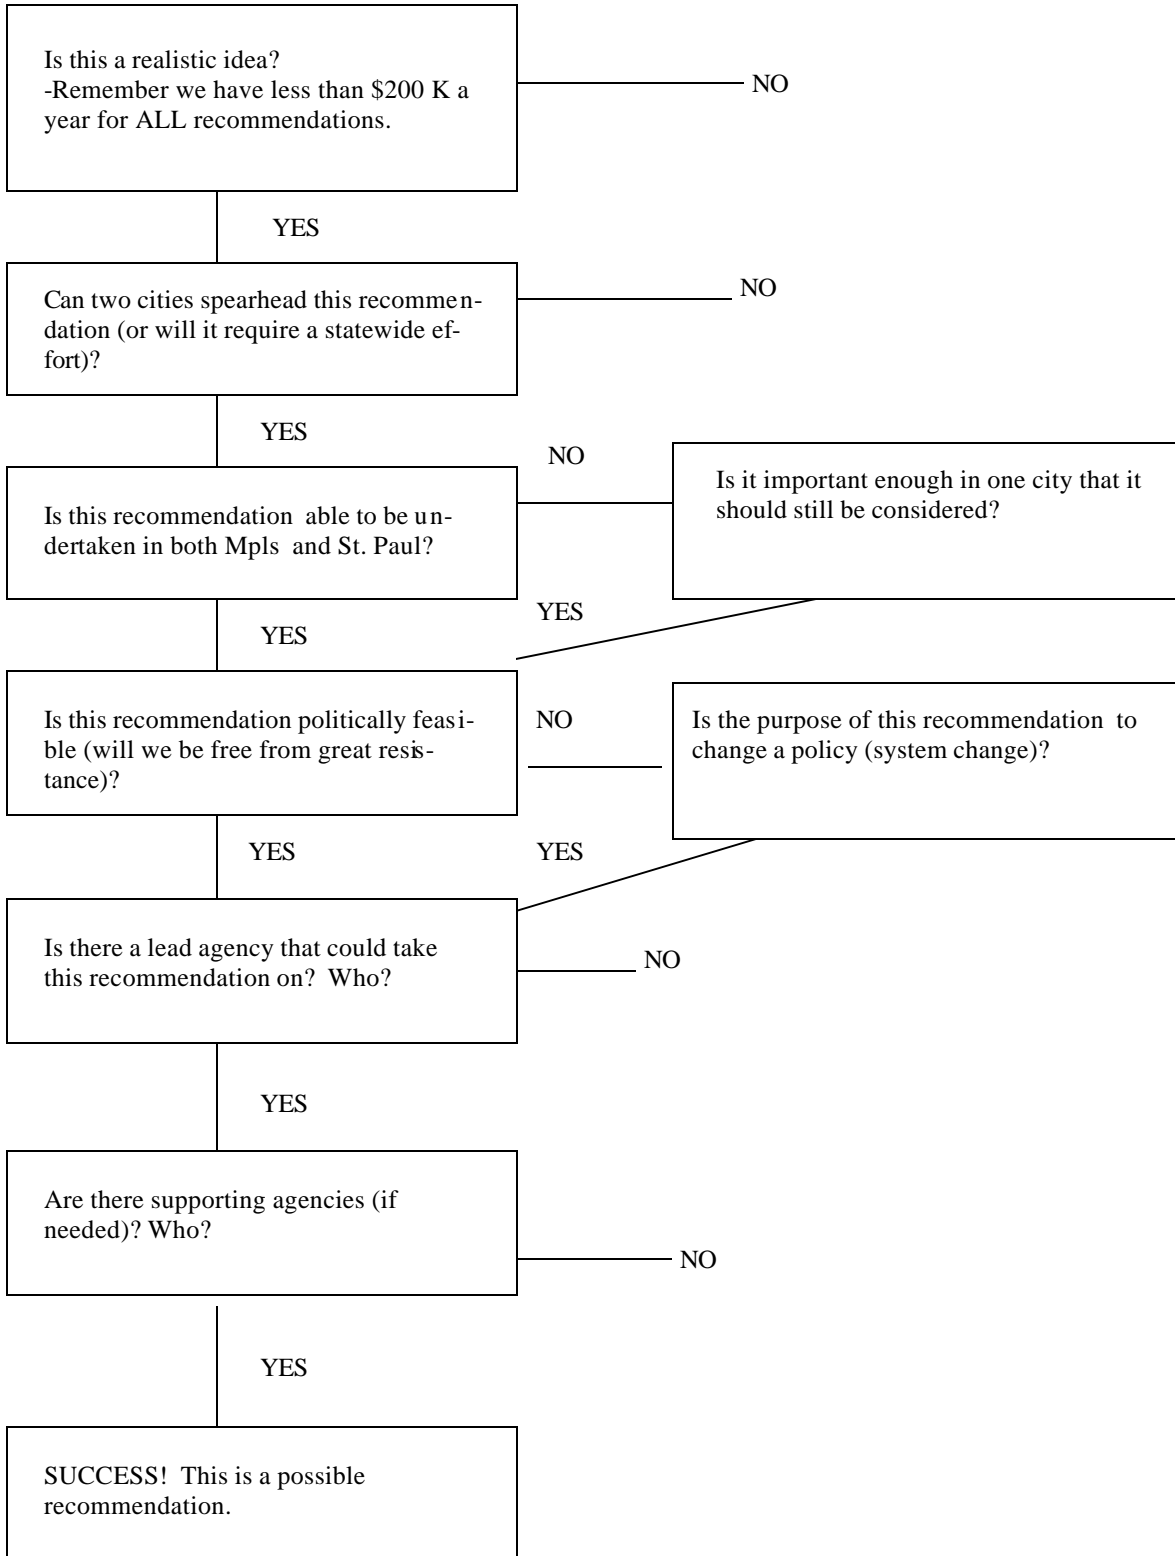 Is this a realistic idea?
-Remember we have less than $200 K a
year for ALL recommendations.
NO
YES
Can two cities spearhead this recommen-
dation (or will it require a statewide ef-
fort)?
NO
YES
Is this recommendation able to be un-
dertaken in both Mpls and St. Paul?
NO
Is it important enough in one city that it
should still be considered?
YES
YES
Is this recommendation politically feasi-
ble (will we be free from great resis-
tance)?
NO
Is the purpose of this recommendation to
change a policy (system change)?
YES
YES
Is there a lead agency that could take
this recommendation on? Who?
NO
YES
Are there supporting agencies (if
needed)? Who?
NO
YES
SUCCESS! This is a possible
recommendation.